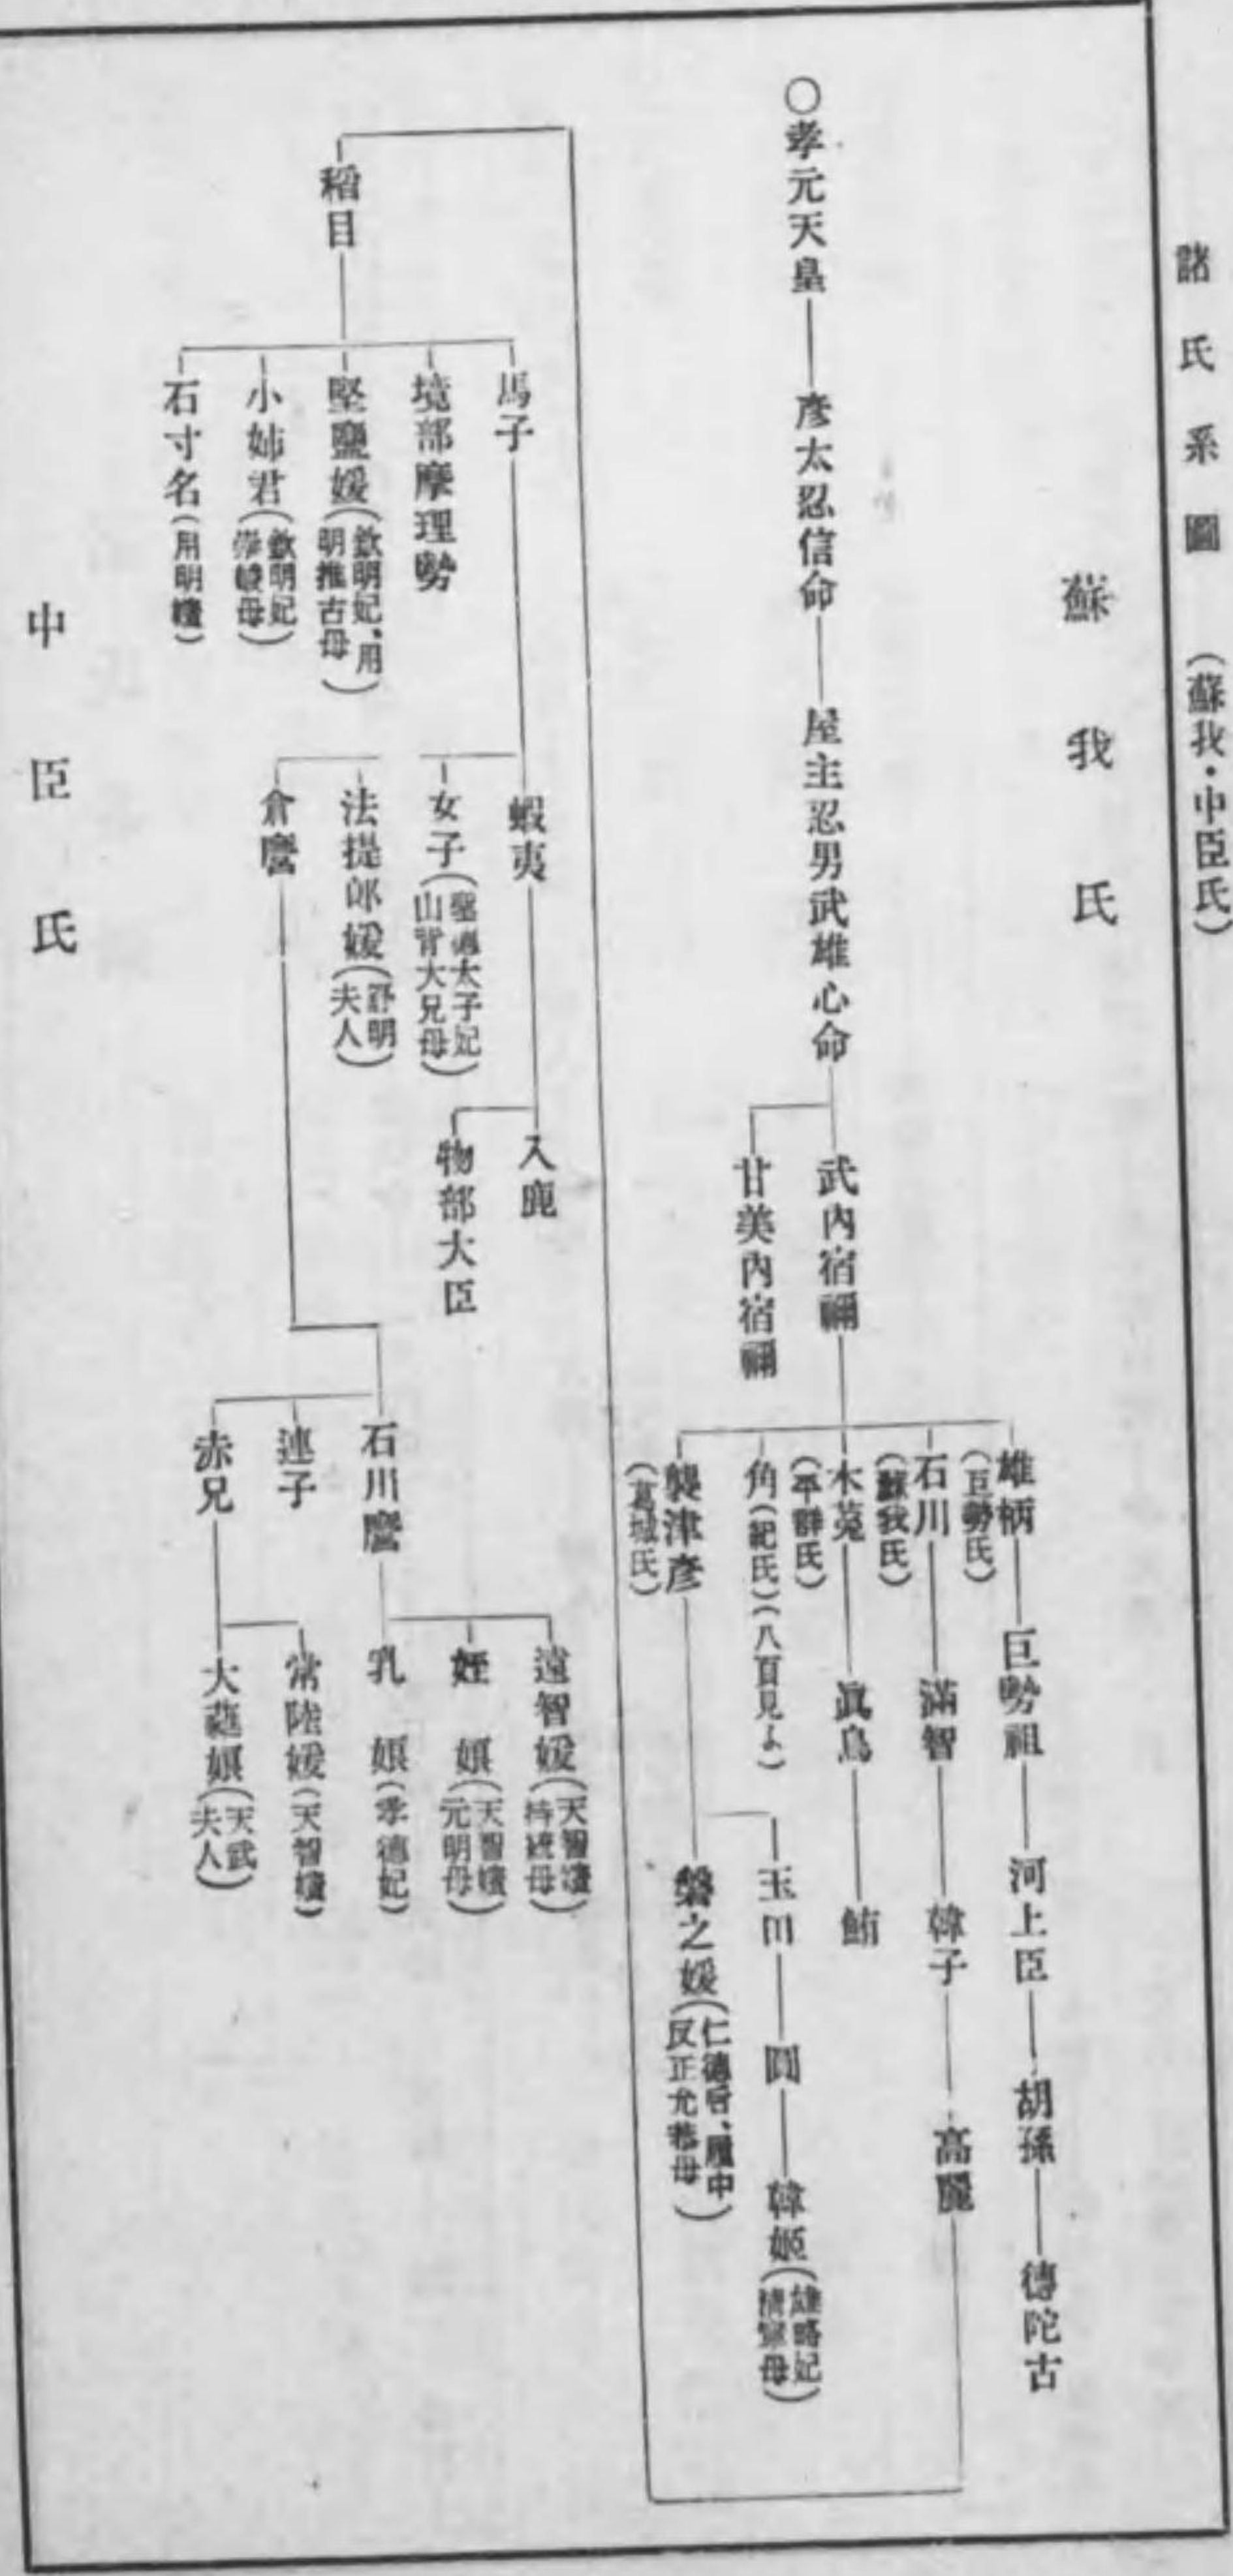 諸氏系圖 (蘇我・中臣氏)
蘇我氏
〇孝元天皇
彥太忍信命
屋主忍男武雄心命
武內宿禰
甘美內宿禰
雄柄
(巨勢氏)
巨勢祖
河上臣
胡孫
德陀古
石川
(蘇我氏)
滿智
韓子
高麗
木菟
(平群氏)
眞鳥
鮪
角(紀氏)(八頁見よ)
襲津彥
(葛城氏)
玉田
圓
韓姬(雄略妃
淸寧母)
磐之媛(仁德后、履中
反正允恭母)
稻目
馬子
境部摩理勢
堅鹽媛(欽明妃、用
明推古母)
小姉君(欽明妃
崇峻母)
石寸名(用明嬪)
蝦夷
女子(聖德太子妃
山背大兄母)
法提郎媛(舒明
夫人)
倉麿
入鹿
物部大臣
石川麿
連子
赤兄
遠智媛(天智嬪
持統母)
姪娘(天智嬪
元明母)
乳娘(孝德妃)
常陸媛(天智嬪)
大蕤娘(天武
夫人)
中臣氏